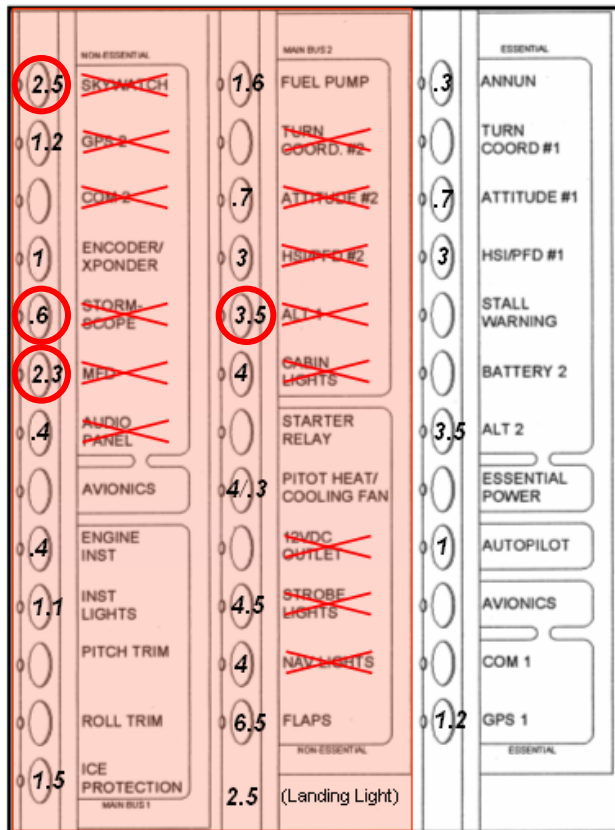 NON-ESSENTIAL
2.5 SKYWATCH
1.2 GPS 2
COM 2
1 ENCODER/
XPONDER
.6 STORM-
SCOPE
2.3 MFD
.4 AUDIO
PANEL
AVIONICS
.4 ENGINE
INST
1.1 INST
LIGHTS
PITCH TRIM
ROLL TRIM
1.5 ICE
PROTECTION
MAIN BUS 1
MAIN BUS 2
1.6 FUEL PUMP
TURN
COORD. #2
.7 ATTITUDE #2
3 HSI/PFD #2
3.5 ALT 1
4 CABIN
LIGHTS
STARTER
RELAY
4/.3 PITOT HEAT/
COOLING FAN
12VDC
OUTLET
4.5 STROBE
LIGHTS
4 NAV LIGHTS
6.5 FLAPS
NON-ESSENTIAL
2.5 (Landing Light)
ESSENTIAL
.3 ANNUN
TURN
COORD #1
.7 ATTITUDE #1
3 HSI/PFD #1
STALL
WARNING
BATTERY 2
3.5 ALT 2
ESSENTIAL
POWER
1 AUTOPILOT
AVIONICS
COM 1
1.2 GPS 1
ESSENTIAL